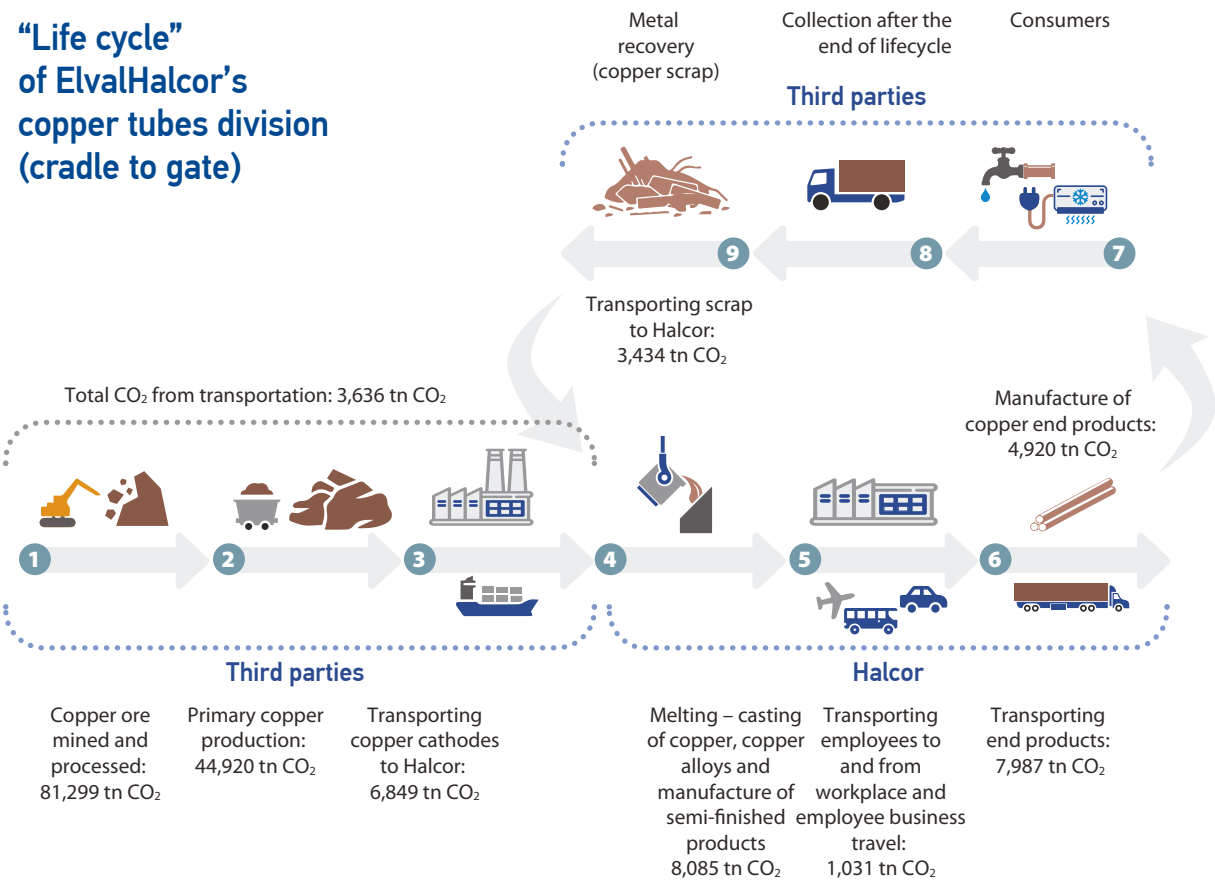 “Life cycle”
of ElvalHalcor’s
copper tubes division
(cradle to gate)
Metal
recovery
(copper scrap)
Collection after the
end of lifecycle
Consumers
Third parties
9
8
7
Transporting scrap
to Halcor:
3,434 tn CO₂
Total CO₂ from transportation: 3,636 tn CO₂
Manufacture of
copper end products:
4,920 tn CO₂
1
2
3
4
5
6
Third parties
Halcor
Copper ore
mined and
processed:
81,299 tn CO₂
Primary copper
production:
44,920 tn CO₂
Transporting
copper cathodes
to Halcor:
6,849 tn CO₂
Melting – casting
of copper, copper
alloys and
manufacture of
semi-finished
products
8,085 tn CO₂
Transporting
employees to
and from
workplace and
employee business
travel:
1,031 tn CO₂
Transporting
end products:
7,987 tn CO₂